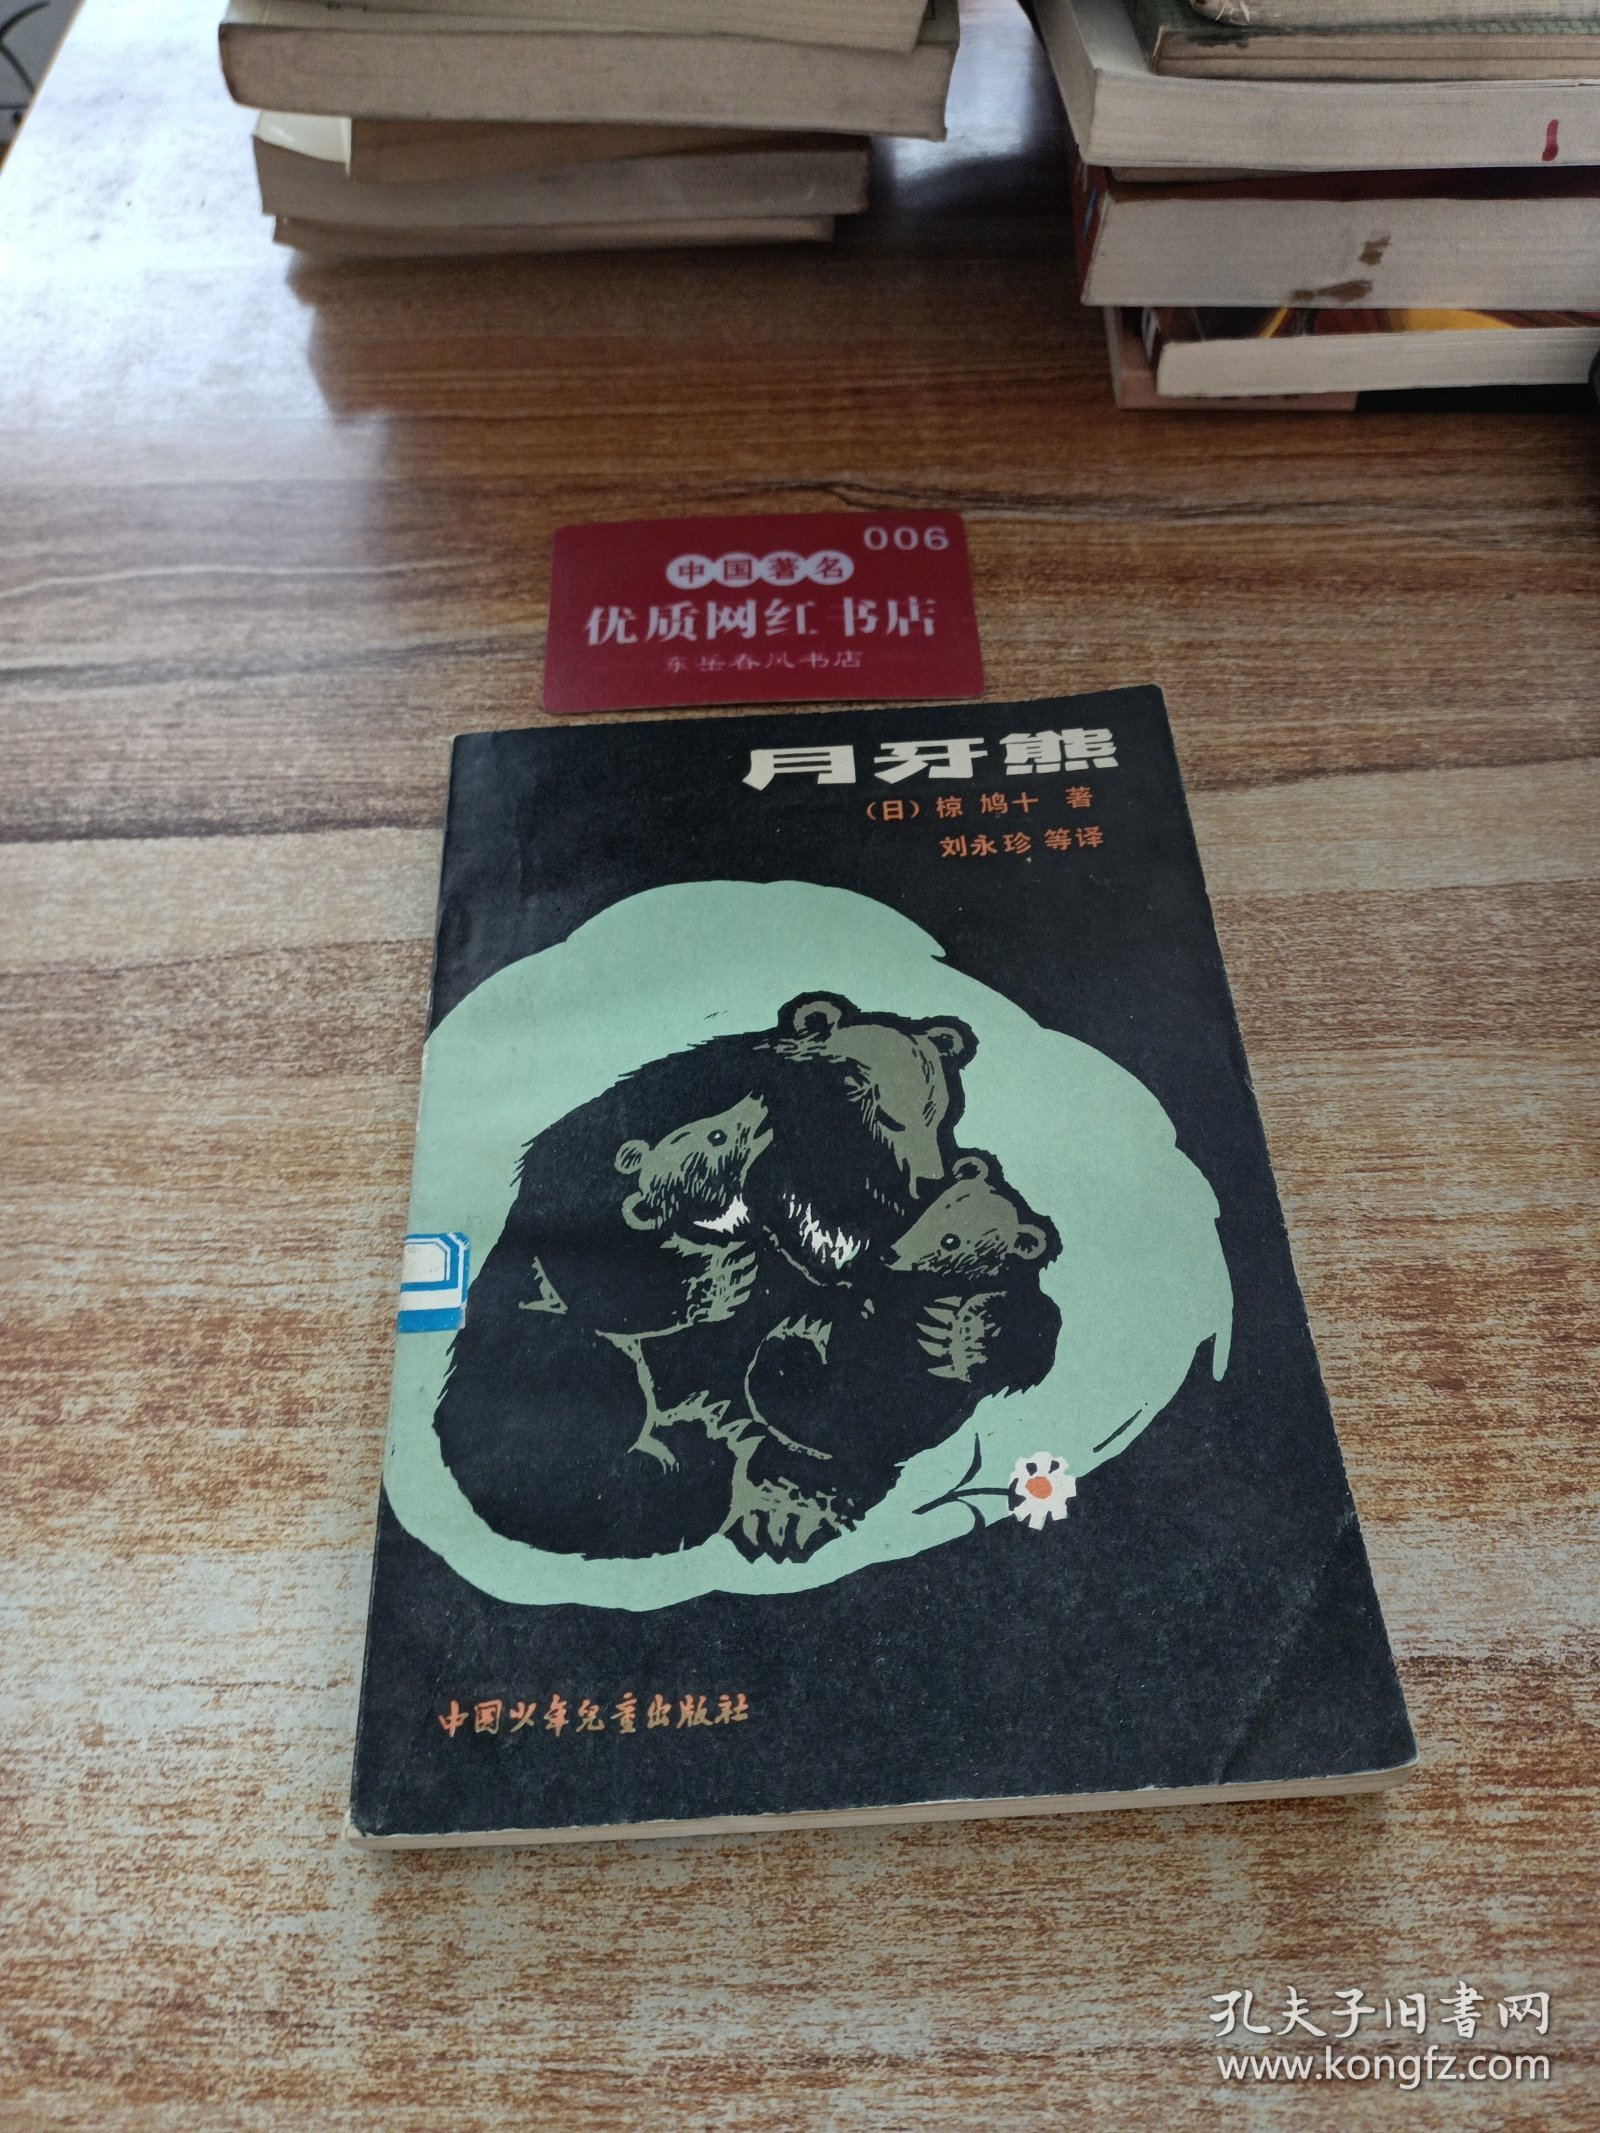 006
中国著名
优质网红书店
东岳春风书店
月牙熊
（日）椋 鸠十 著
刘永珍 等译
中国少年儿童出版社
孔夫子旧書网
www.kongfz.com